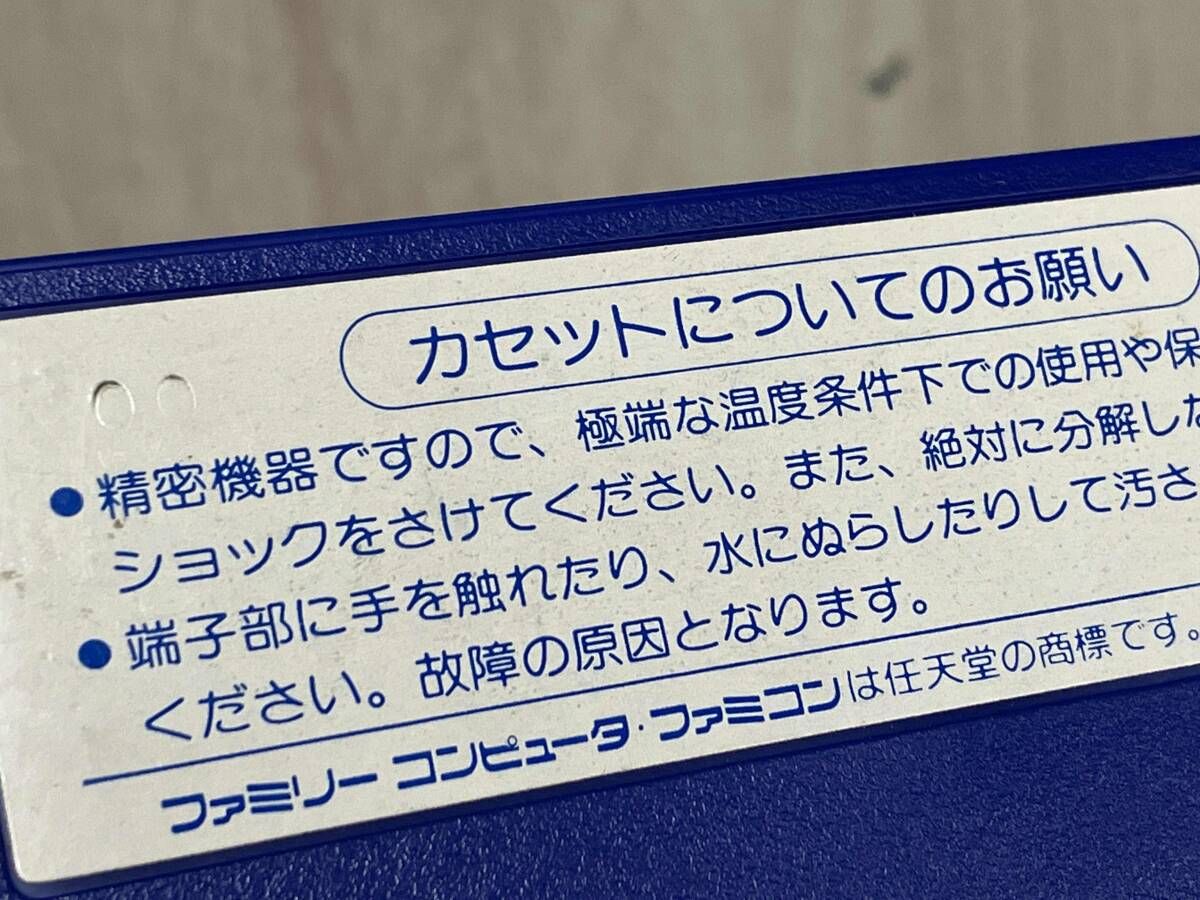 カセットについてのお願い
●精密機器ですので、極端な温度条件下での使用や保
ショックをさけてください。また、絶対に分解した
●端子部に手を触れたり、水にぬらしたりして汚さ
ください。故障の原因となります。
ファミリー コンピュータ・ファミコンは任天堂の商標です。